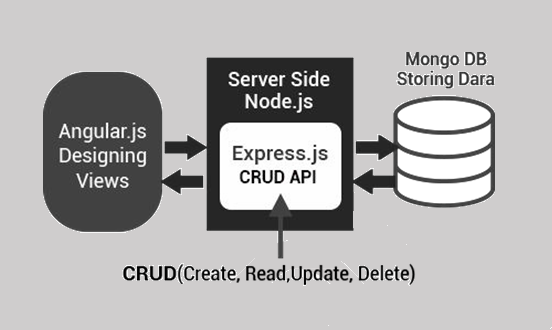 Angular.js
Designing
Views
Server Side
Node.js
Express.js
CRUD API
Mongo DB
Storing Dara
CRUD(Create, Read,Update, Delete)